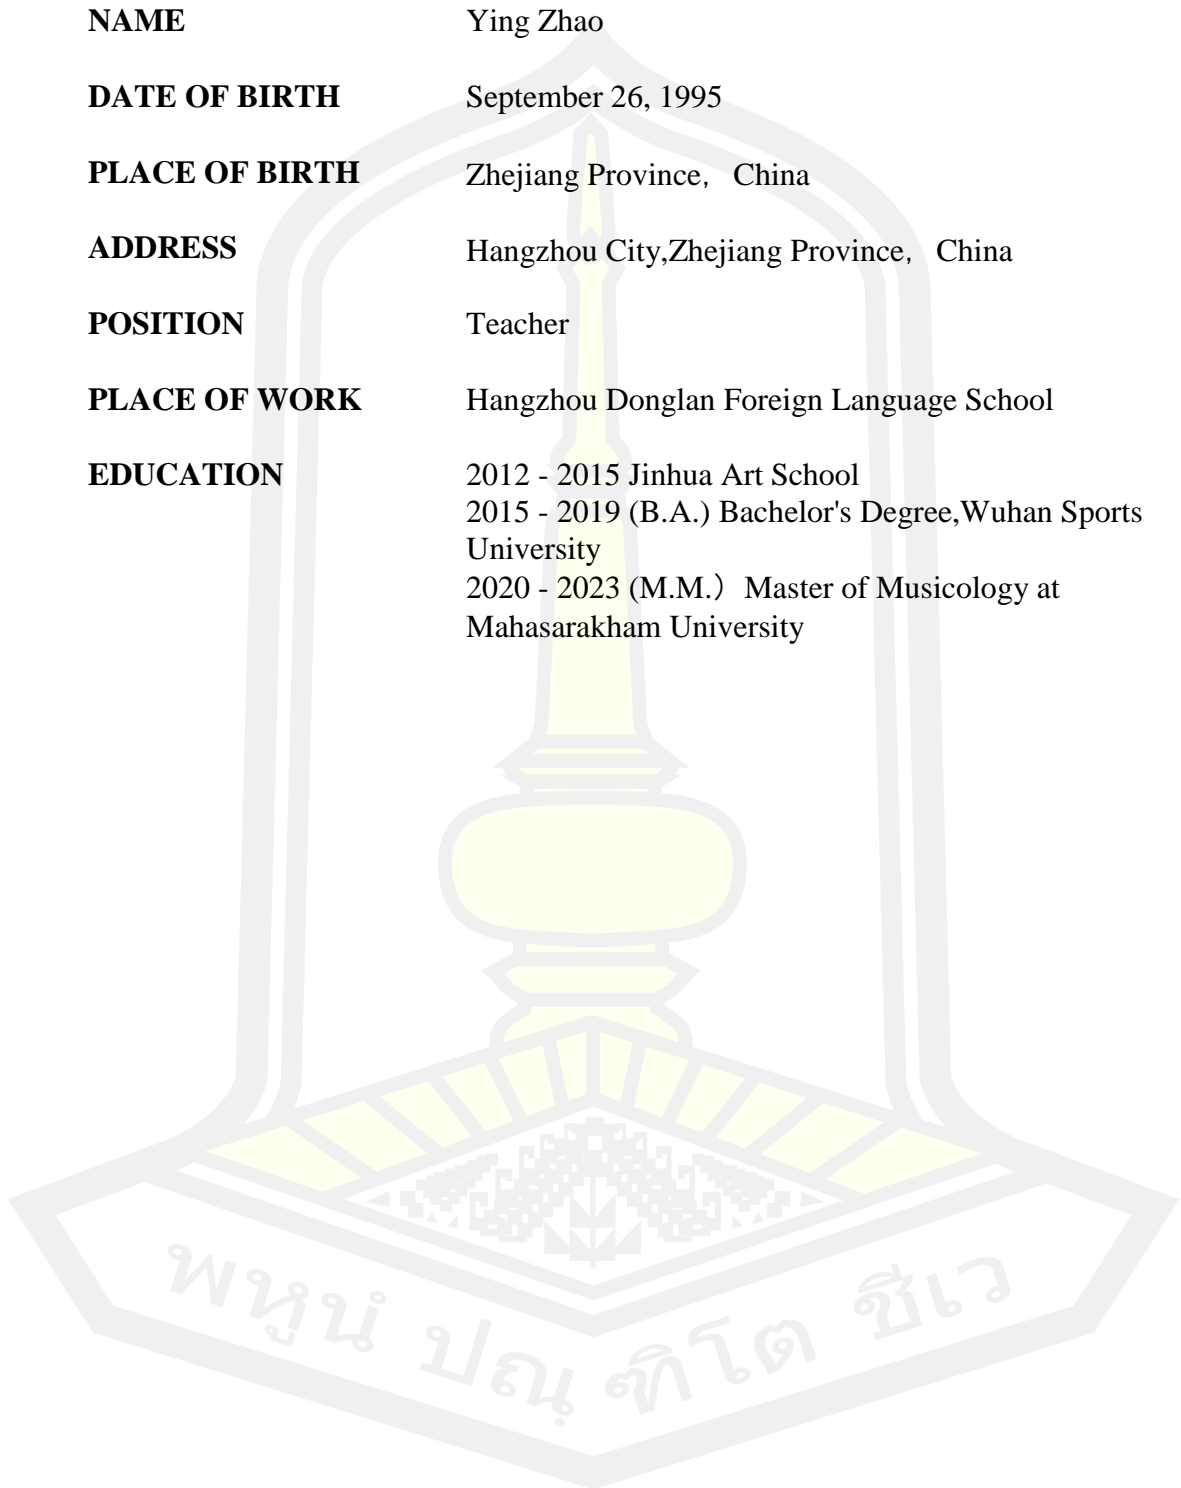 NAME Ying Zhao
DATE OF BIRTH September 26, 1995
PLACE OF BIRTH Zhejiang Province， China
ADDRESS Hangzhou City,Zhejiang Province， China
POSITION Teacher
PLACE OF WORK Hangzhou Donglan Foreign Language School
EDUCATION 2012 - 2015 Jinhua Art School
2015 - 2019 (B.A.) Bachelor's Degree,Wuhan Sports
University
2020 - 2023 (M.M.）Master of Musicology at
Mahasarakham University
พหูนํ ปณฺฑิโต ชีเว